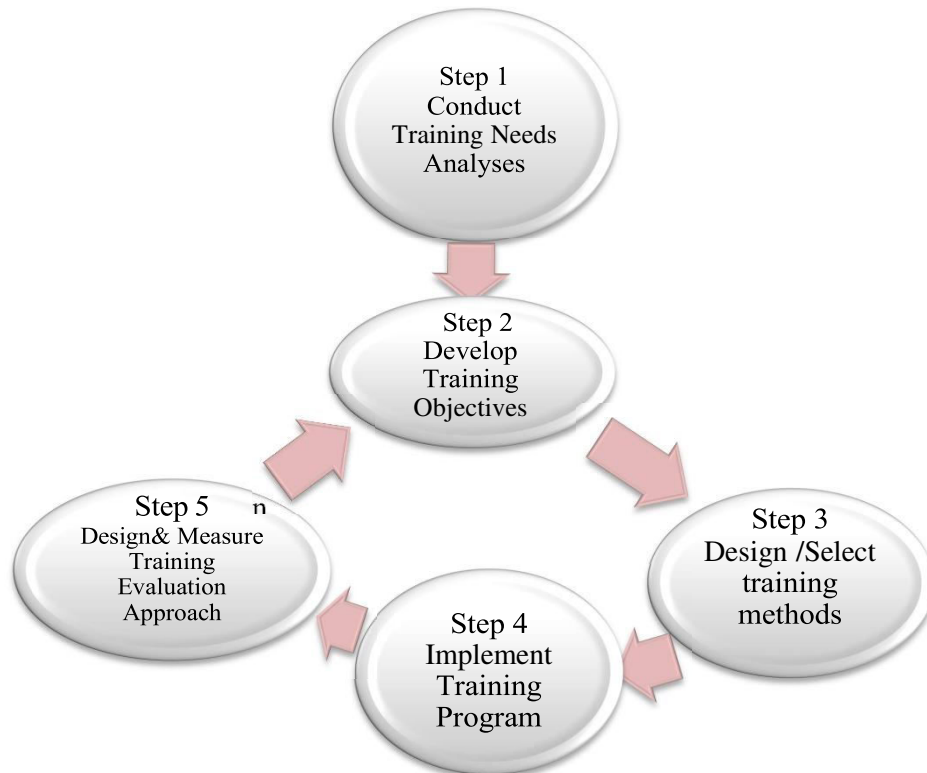 Step 1
Conduct
Training Needs
Analyses
Step 2
Develop
Training
Objectives
Step 3
Design /Select
training
methods
Step 4
Implement
Training
Program
Step 5 n
Design& Measure
Training
Evaluation
Approach